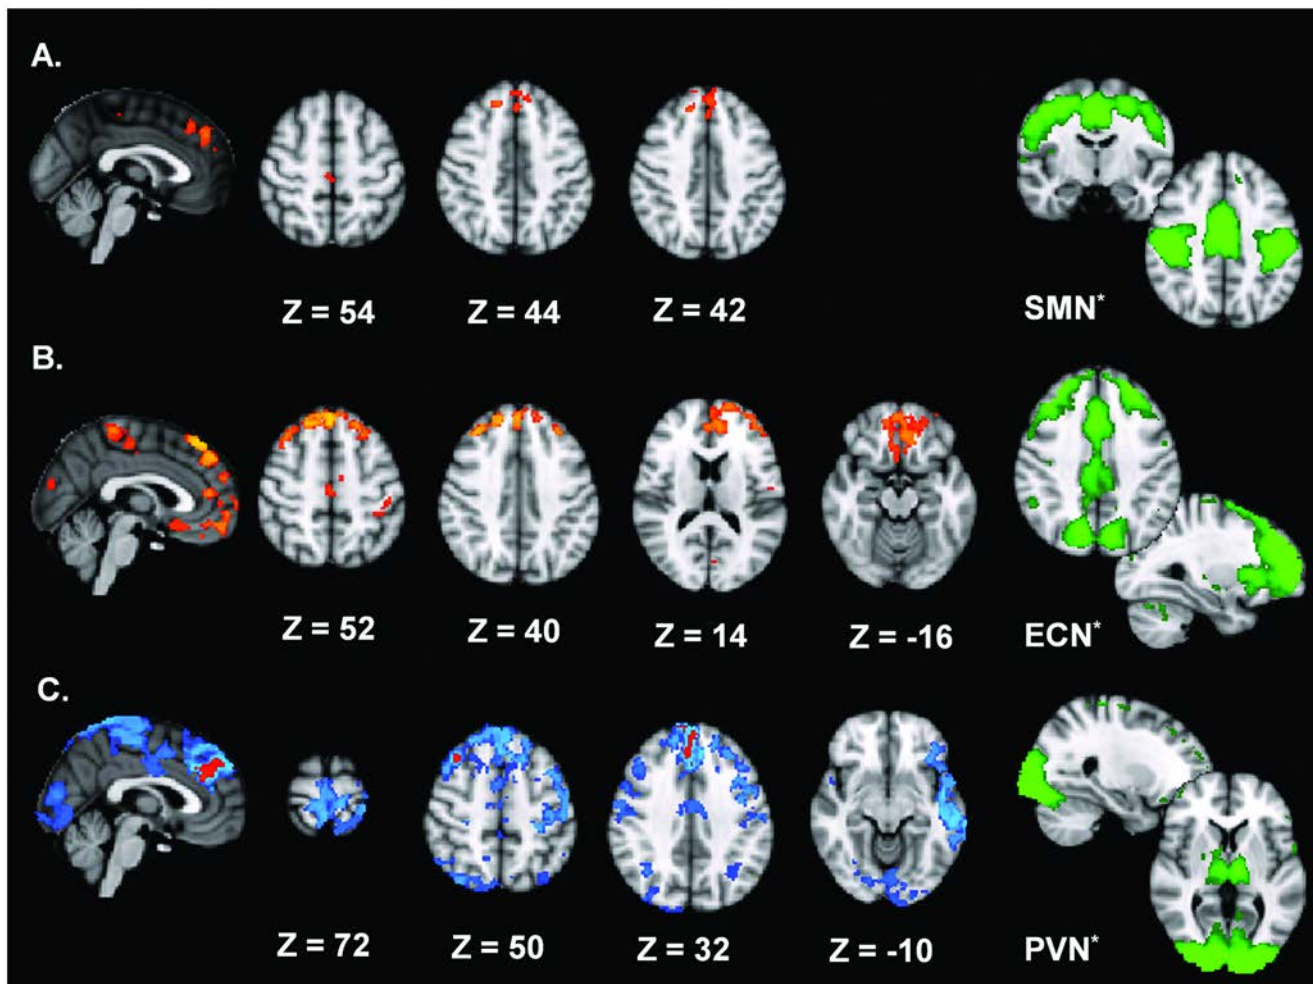 A.
Z = 54
Z = 44
Z = 42
SMN*
B.
Z = 52
Z = 40
Z = 14
Z = -16
ECN*
C.
Z = 72
Z = 50
Z = 32
Z = -10
PVN*